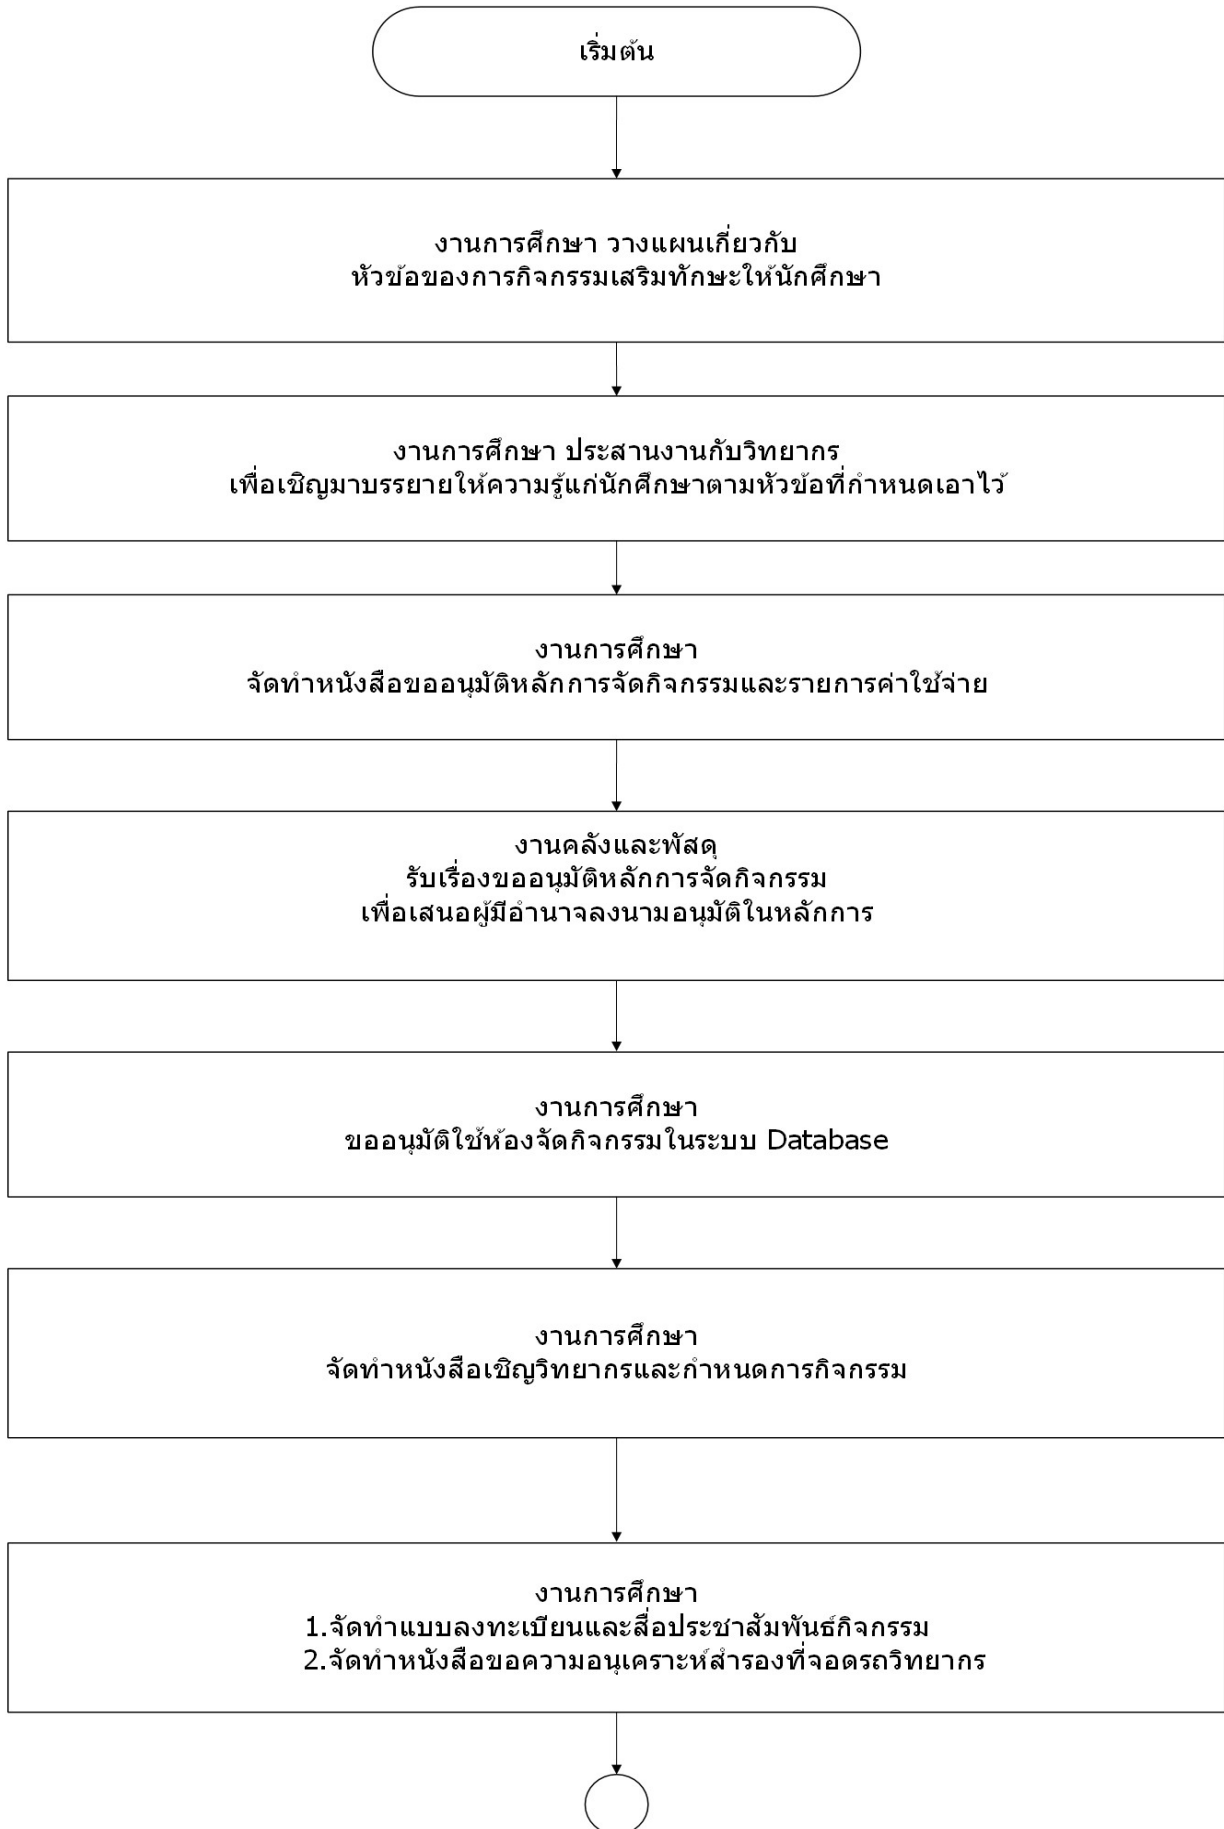 เริ่มต้น
งานการศึกษา วางแผนเกี่ยวกับ
หัวข้อของการกิจกรรมเสริมทักษะให้นักศึกษา
งานการศึกษา ประสานงานกับวิทยากร
เพื่อเชิญมาบรรยายให้ความรู้แก่นักศึกษาตามหัวข้อที่กำหนดเอาไว้
งานการศึกษา
จัดทำหนังสือขออนุมัติหลักการจัดกิจกรรมและรายการค่าใช้จ่าย
งานคลังและพัสดุ
รับเรื่องขออนุมัติหลักการจัดกิจกรรม
เพื่อเสนอผู้มีอำนาจลงนามอนุมัติในหลักการ
งานการศึกษา
ขออนุมัติใช้ห้องจัดกิจกรรมในระบบ Database
งานการศึกษา
จัดทำหนังสือเชิญวิทยากรและกำหนดการกิจกรรม
งานการศึกษา
1.จัดทำแบบลงทะเบียนและสื่อประชาสัมพันธ์กิจกรรม
2.จัดทำหนังสือขอความอนุเคราะห์สำรองที่จอดรถวิทยากร